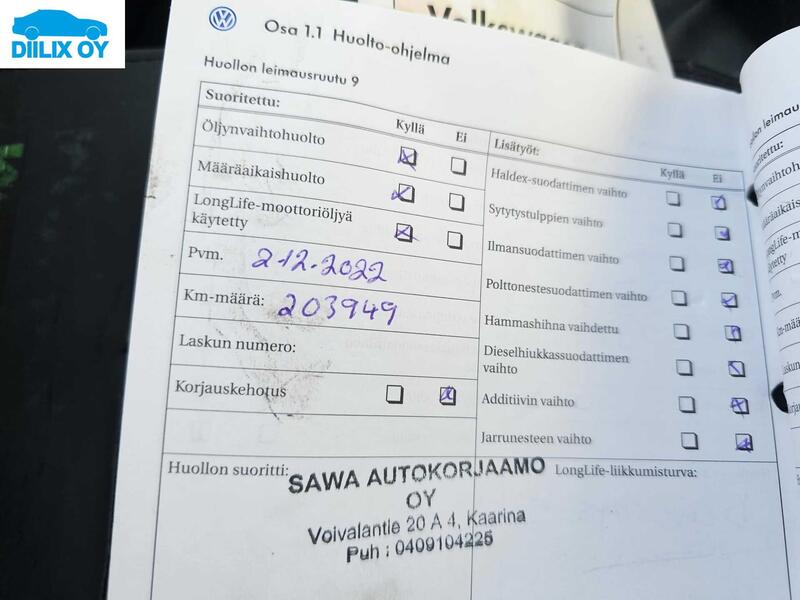 DIILIX OY
Volkswagen
Osa 1.1 Huolto-ohjelma
Huollon leimausruutu 9
Suoritettu: Kyllä Ei
Öljynvaihtohuolto
Määräaikaishuolto
LongLife-moottoriöljyä
käytetty
Pvm. 2.12.2022
Km-määrä: 203949
Laskun numero:
Korjauskehotus
Lisätyöt: Kyllä Ei
Haldex-suodattimen vaihto
Sytytystulppien vaihto
Ilmansuodattimen vaihto
Polttonestesuodattimen vaihto
Hammashihna vaihdettu
Dieselhiukkassuodattimen
vaihto
Additiivin vaihto
Jarrunesteen vaihto
Huollon suoritti:
SAWA AUTOKORJAAMO
OY
Voivalantie 20 A 4, Kaarina
Puh : 0409104225
LongLife-liikkumisturva: